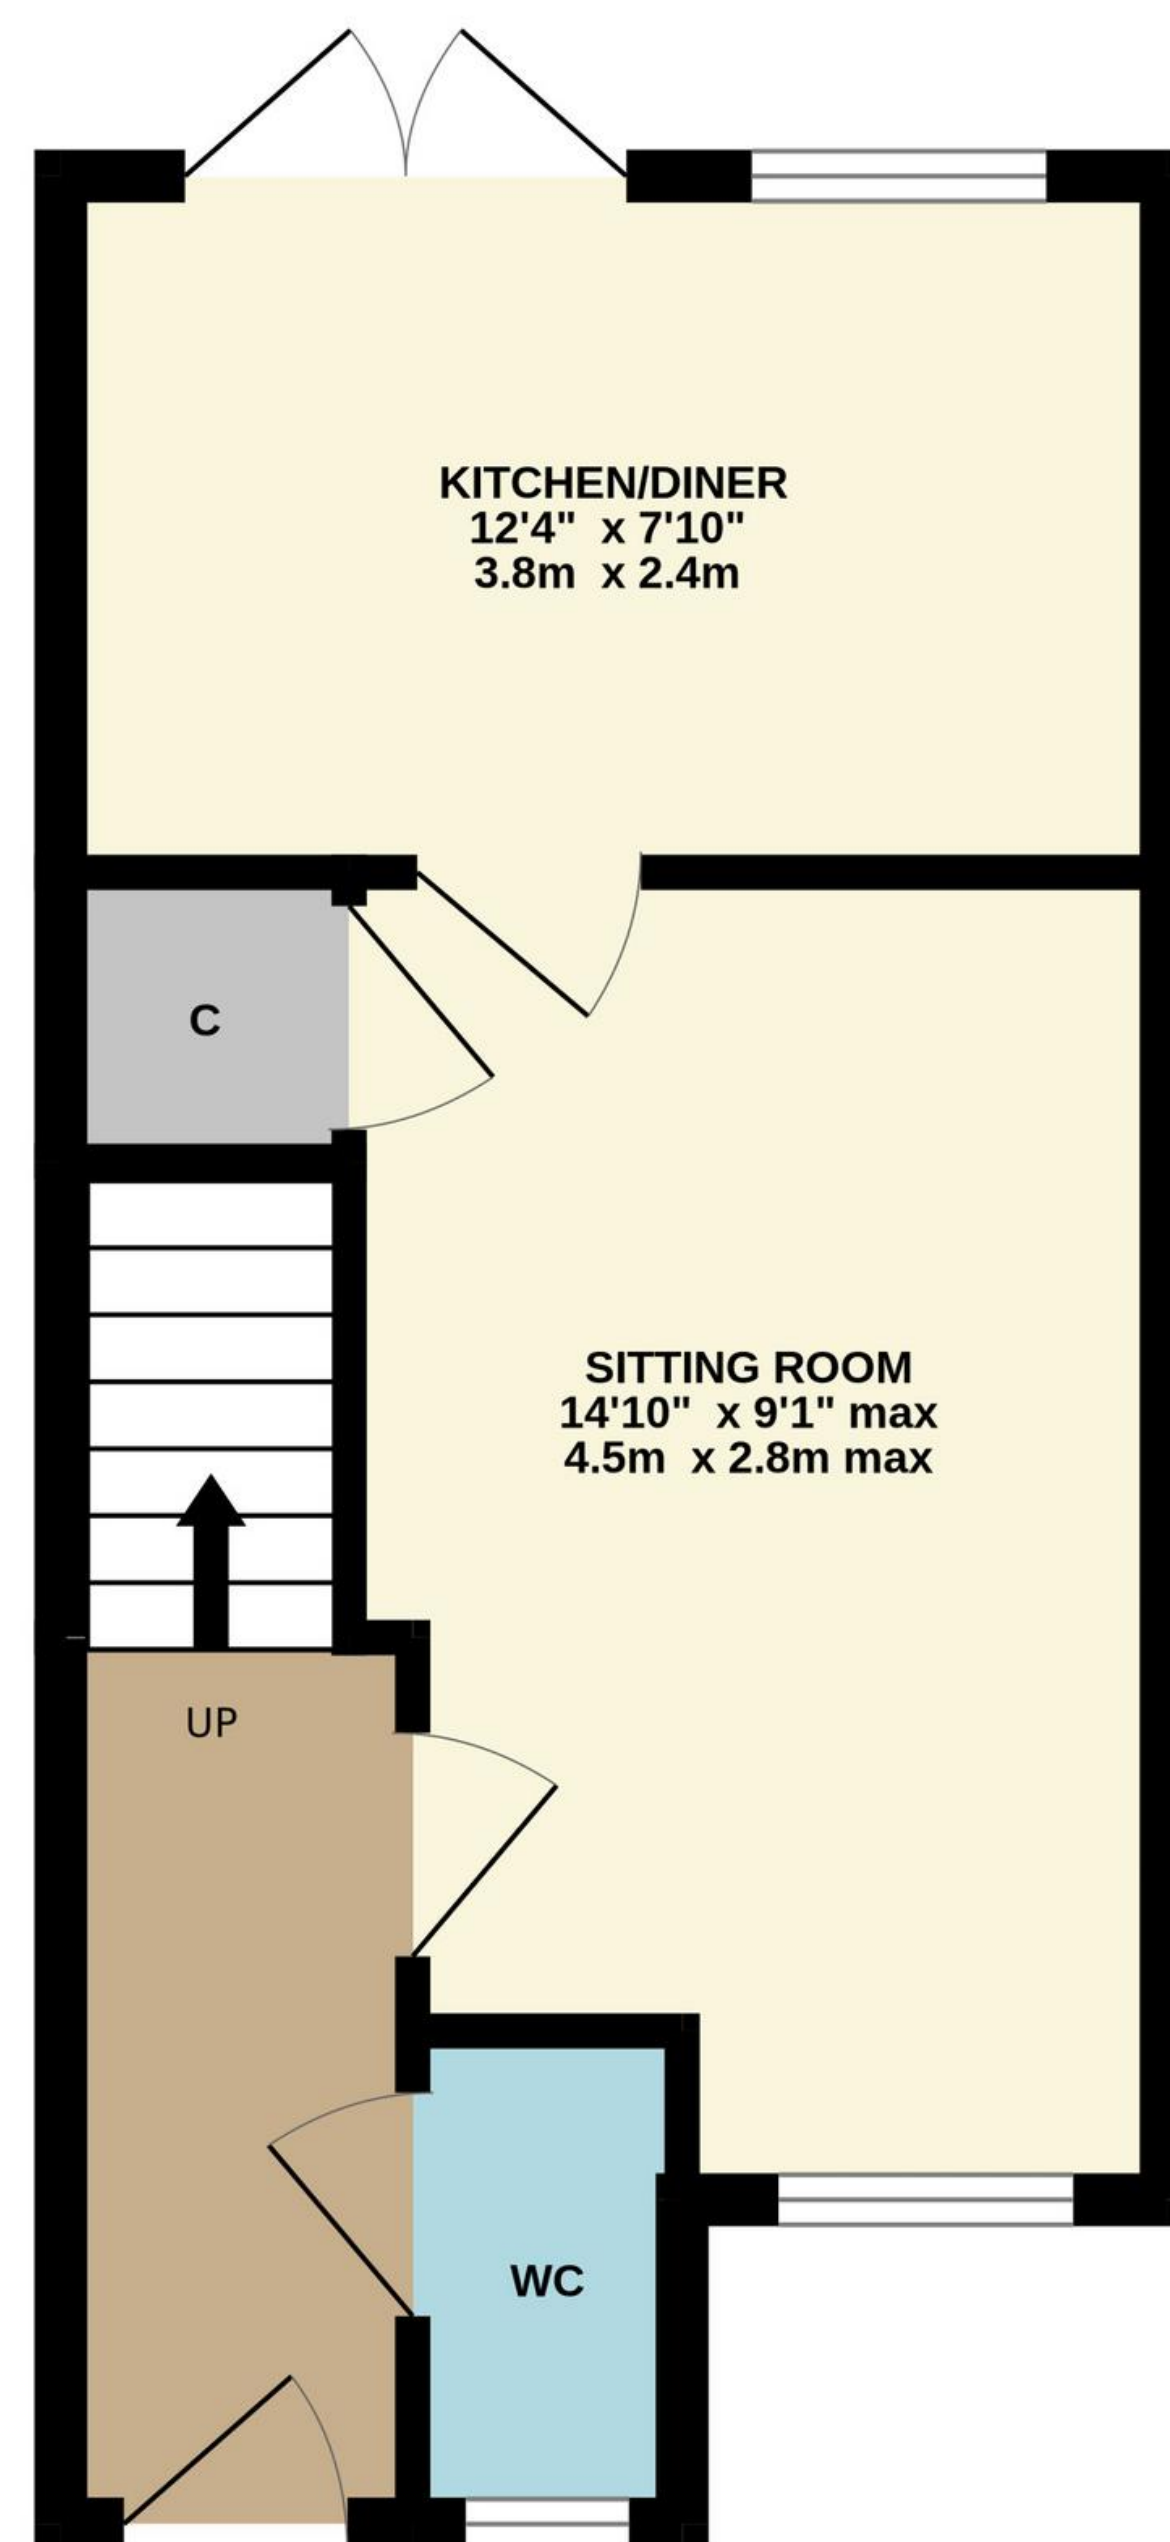 KITCHEN/DINER
12'4" x 7'10"
3.8m x 2.4m
C
SITTING ROOM
14'10" x 9'1" max
4.5m x 2.8m max
UP
WC